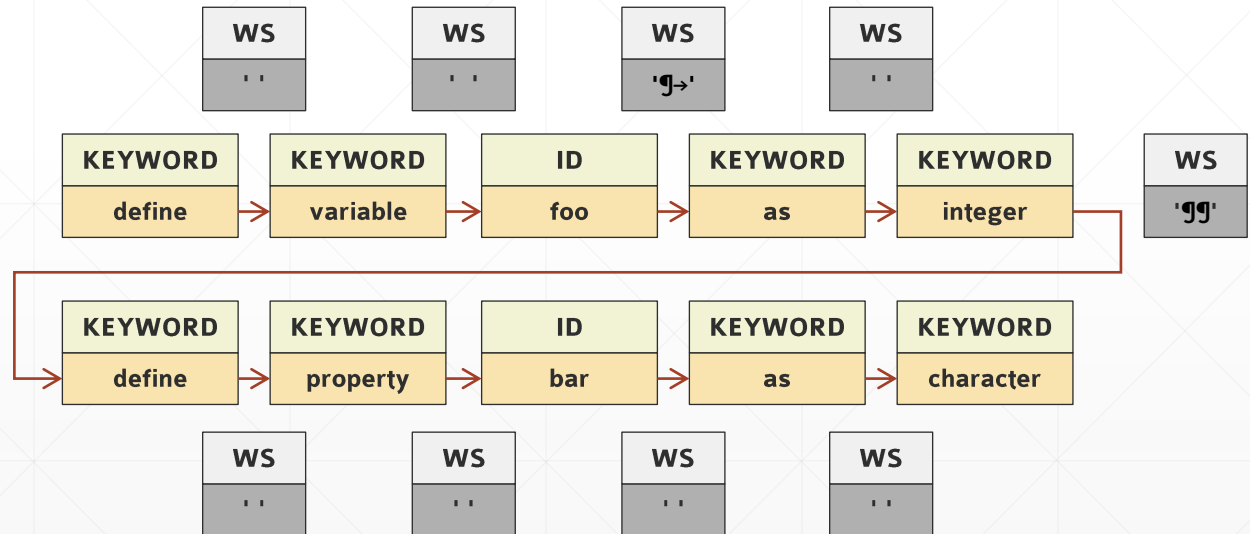 WS WS WS WS
' ' ' ' '¶→' ' '
KEYWORD KEYWORD ID KEYWORD KEYWORD WS
define variable foo as integer '¶¶'
KEYWORD KEYWORD ID KEYWORD KEYWORD
define property bar as character
WS WS WS WS
' ' ' ' ' ' ' '